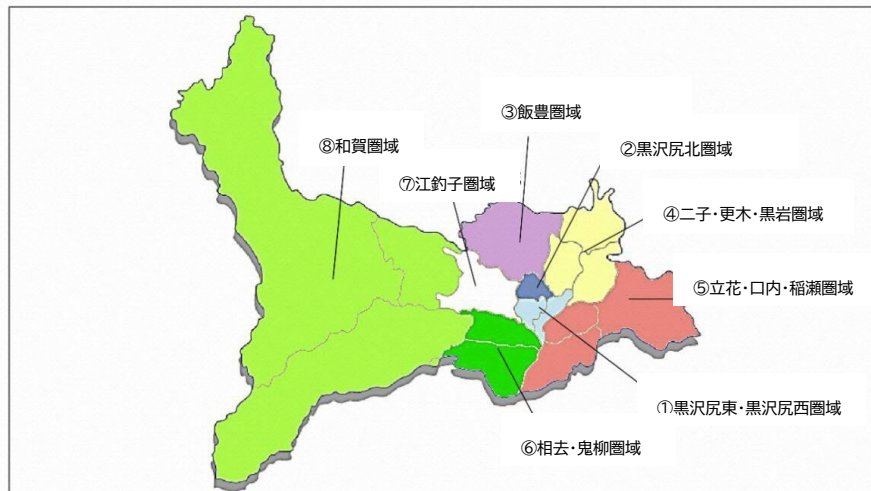 ③飯豊圏域
⑧和賀圏域
②黒沢尻北圏域
⑦江釣子圏域
④二子・更木・黒岩圏域
⑤立花・口内・稲瀬圏域
①黒沢尻東・黒沢尻西圏域
⑥相去・鬼柳圏域